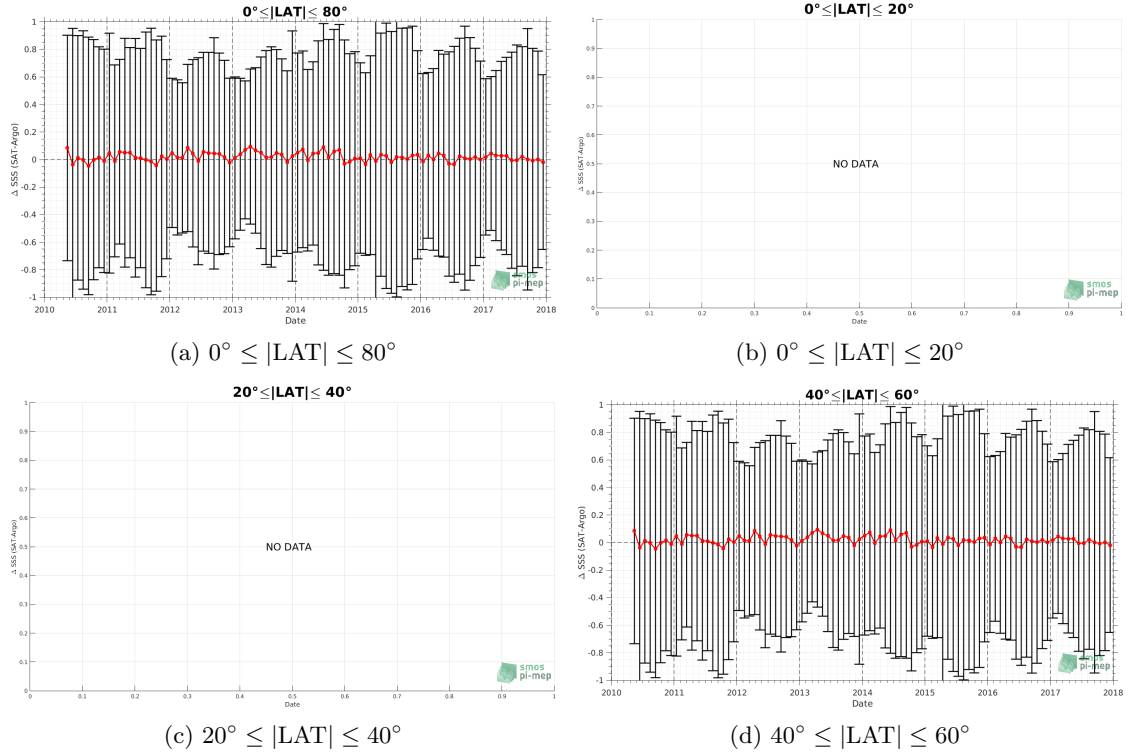 0°≤|LAT|≤ 80°
1
0.8
0.6
0.4
0.2
0
-0.2
-0.4
-0.6
-0.8
-1
Δ SSS (SAT-Argo)
2010 2011 2012 2013 2014 2015 2016 2017 2018
Date
smos
pi-mep
(a) 0° ≤ |LAT| ≤ 80°
0°≤|LAT|≤ 20°
1
0.9
0.8
0.7
0.6
0.5
0.4
0.3
0.2
0.1
0
Δ SSS (SAT-Argo)
NO DATA
0 0.1 0.2 0.3 0.4 0.5 0.6 0.7 0.8 0.9 1
Date
smos
pi-mep
(b) 0° ≤ |LAT| ≤ 20°
20°≤|LAT|≤ 40°
1
0.9
0.8
0.7
0.6
0.5
0.4
0.3
0.2
0.1
0
Δ SSS (SAT-Argo)
NO DATA
0 0.1 0.2 0.3 0.4 0.5 0.6 0.7 0.8 0.9 1
Date
smos
pi-mep
(c) 20° ≤ |LAT| ≤ 40°
40°≤|LAT|≤ 60°
1
0.8
0.6
0.4
0.2
0
-0.2
-0.4
-0.6
-0.8
-1
Δ SSS (SAT-Argo)
2010 2011 2012 2013 2014 2015 2016 2017 2018
Date
smos
pi-mep
(d) 40° ≤ |LAT| ≤ 60°